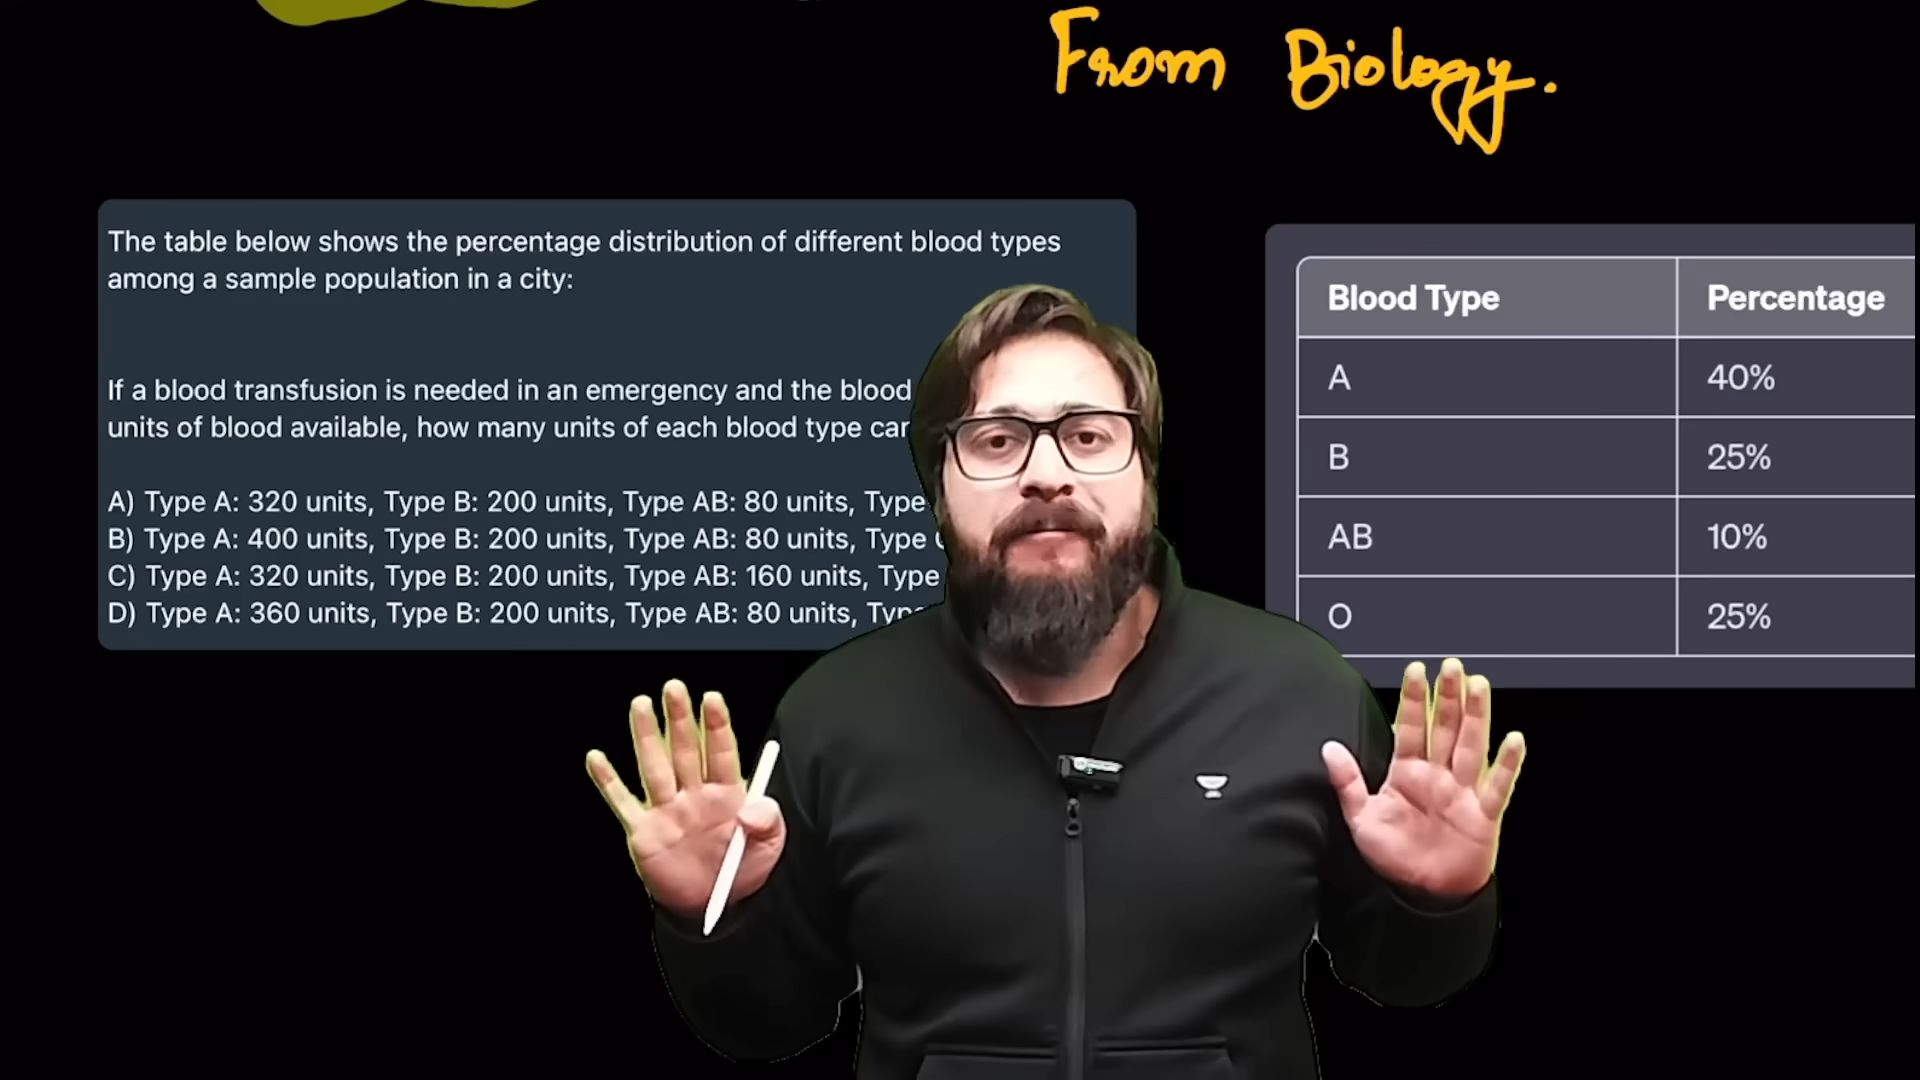 From Biology.
The table below shows the percentage distribution of different blood types
among a sample population in a city:
If a blood transfusion is needed in an emergency and the blood
units of blood available, how many units of each blood type
A) Type A: 320 units, Type B: 200 units, Type AB: 80 units, Type
B) Type A: 400 units, Type B: 200 units, Type AB: 80 units, Type
C) Type A: 320 units, Type B: 200 units, Type AB: 160 units, Type
D) Type A: 360 units, Type B: 200 units, Type AB: 80 units,
Blood Type Percentage
A 40%
B 25%
AB 10%
O 25%